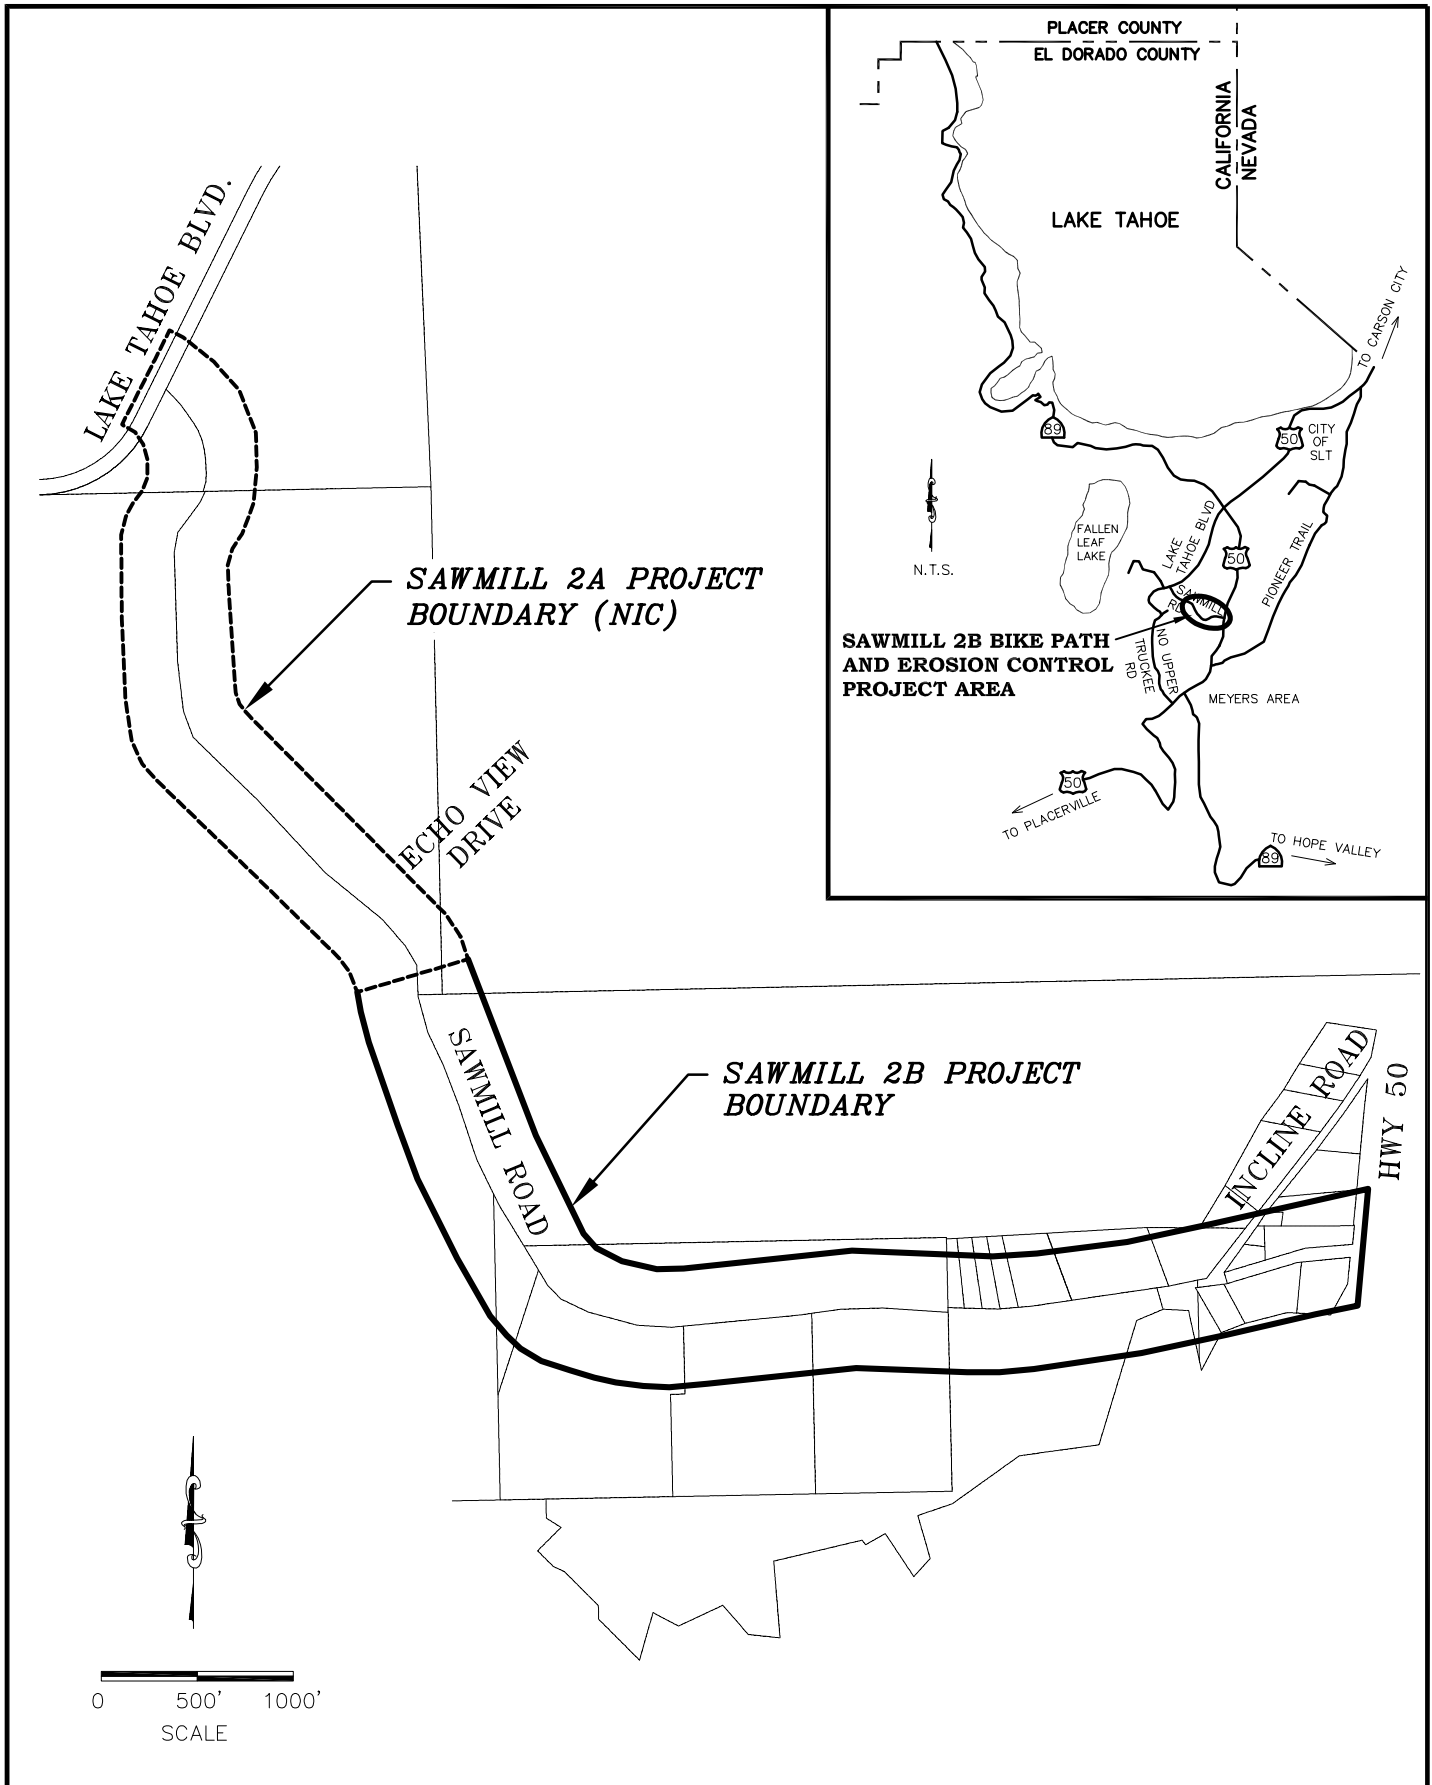 PLACER COUNTY
EL DORADO COUNTY
CALIFORNIA
NEVADA
LAKE TAHOE
TO CARSON CITY
50
CITY
OF
SLT
89
FALLEN
LEAF
LAKE
LAKE
TAHOE BLVD
50
PIONEER TRAIL
N.T.S.
SAWMILL
RD
SAWMILL 2B BIKE PATH
AND EROSION CONTROL
PROJECT AREA
NO UPPER
TRUCKEE
RD
MEYERS AREA
50
TO PLACERVILLE
TO HOPE VALLEY
89
LAKE TAHOE BLVD.
SAWMILL 2A PROJECT
BOUNDARY (NIC)
ECHO VIEW
DRIVE
SAWMILL ROAD
SAWMILL 2B PROJECT
BOUNDARY
INCLINE ROAD
HWY 50
0 500' 1000'
SCALE